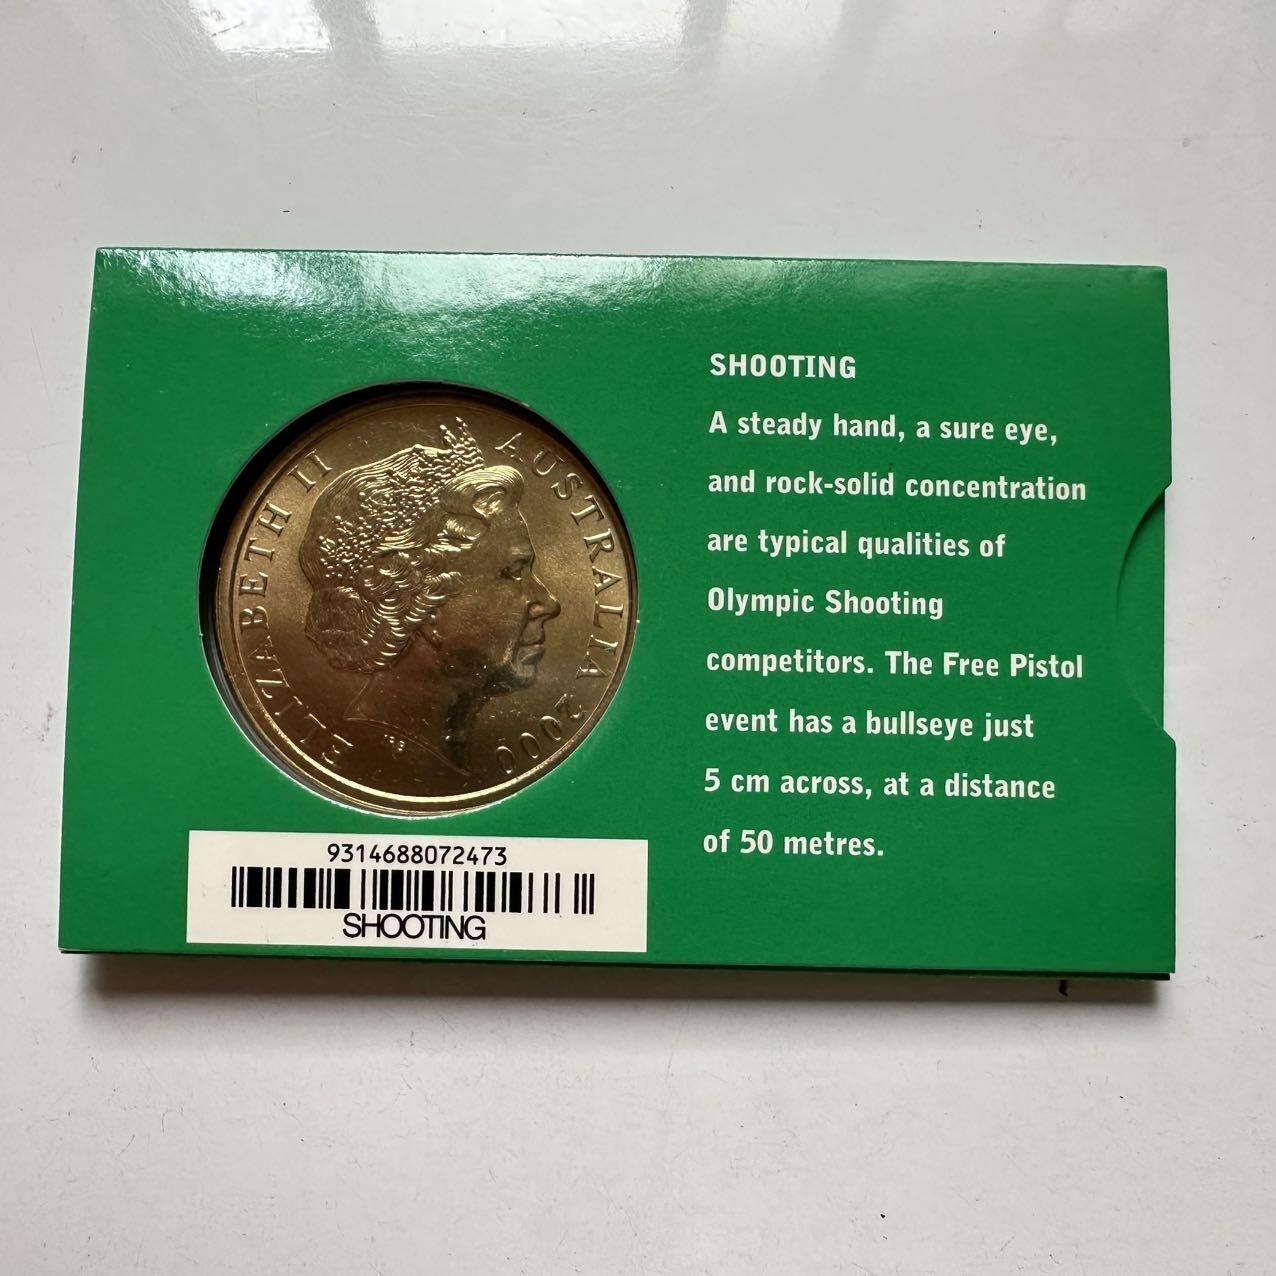 ELIZABETH II AUSTRALIA 2000
IRB
SHOOTING
A steady hand, a sure eye,
and rock-solid concentration
are typical qualities of
Olympic Shooting
competitors. The Free Pistol
event has a bullseye just
5 cm across, at a distance
of 50 metres.
9314688072473
SHOOTING